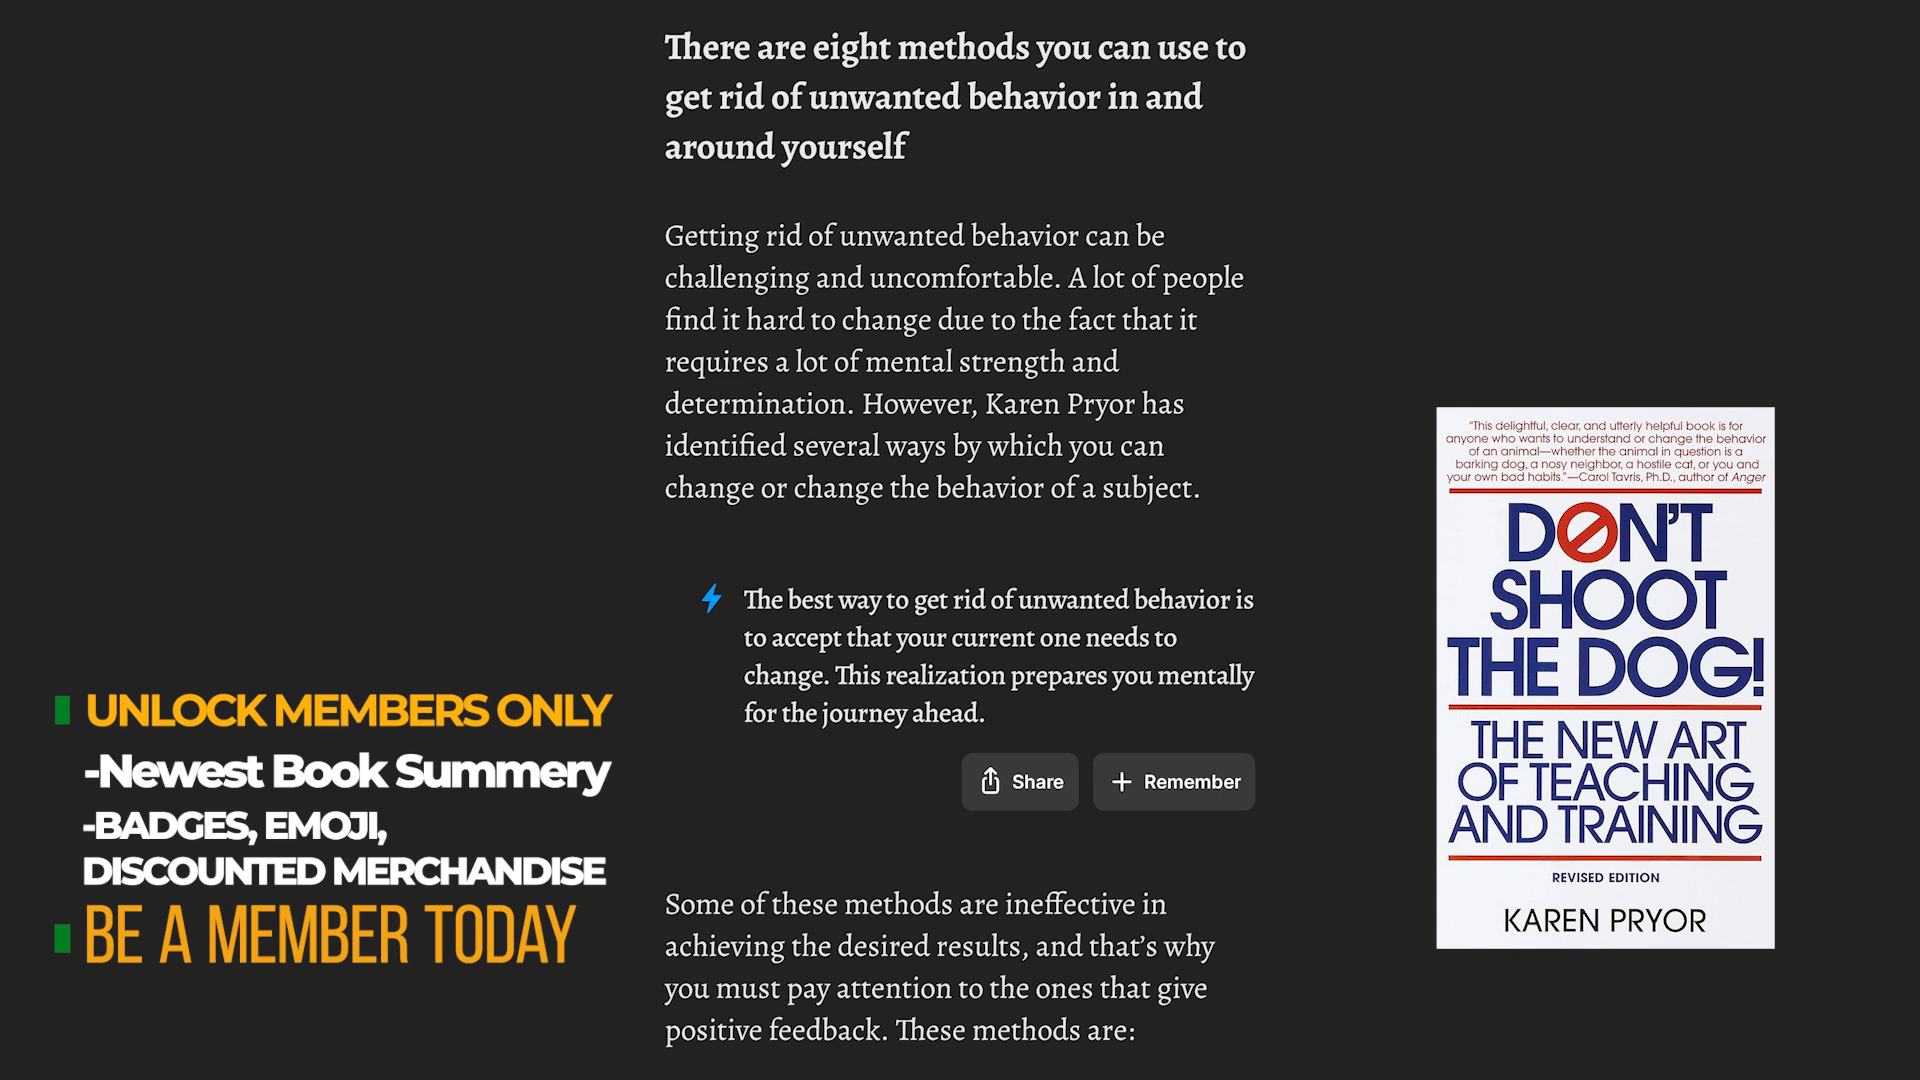 There are eight methods you can use to
get rid of unwanted behavior in and
around yourself
Getting rid of unwanted behavior can be
challenging and uncomfortable. A lot of people
find it hard to change due to the fact that it
requires a lot of mental strength and
determination. However, Karen Pryor has
identified several ways by which you can
change or change the behavior of a subject.
The best way to get rid of unwanted behavior is
to accept that your current one needs to
change. This realization prepares you mentally
for the journey ahead.
Share
Remember
Some of these methods are ineffective in
achieving the desired results, and that’s why
you must pay attention to the ones that give
positive feedback. These methods are:
UNLOCK MEMBERS ONLY
-Newest Book Summery
-BADGES, EMOJI,
DISCOUNTED MERCHANDISE
BE A MEMBER TODAY
"This delightful, clear, and utterly helpful book is for
anyone who wants to understand or change the behavior
of an animal—whether the animal in question is a
barking dog, a nosy neighbor, a hostile cat, or you and
your own bad habits."—Carol Tavris, Ph.D., author of Anger
DON'T
SHOOT
THE DOG!
THE NEW ART
OF TEACHING
AND TRAINING
REVISED EDITION
KAREN PRYOR